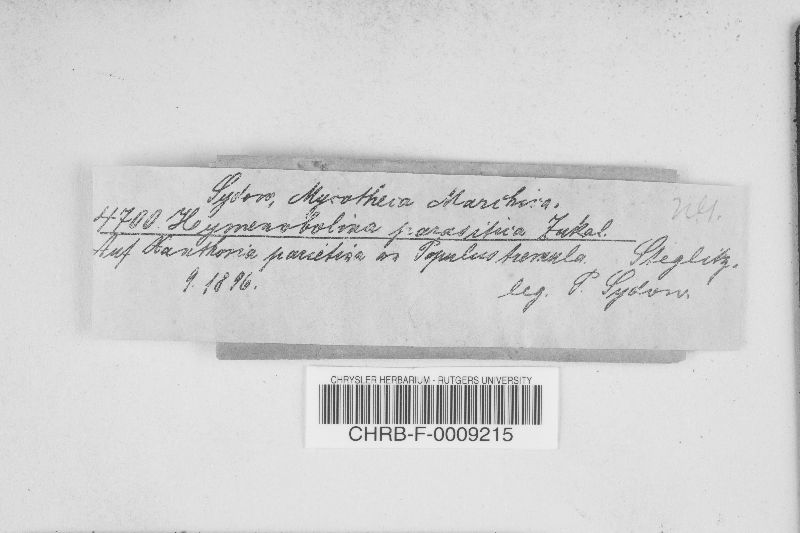 Sydow, Mycotheca Marchica.
4700 Hymenobolina parasitica Zukal.
Auf Xanthoria parietina an Populus tremula Steglitz.
9. 1896. leg. P. Sydow.
CHRYSLER HERBARIUM - RUTGERS UNIVERSITY
CHRB-F-0009215